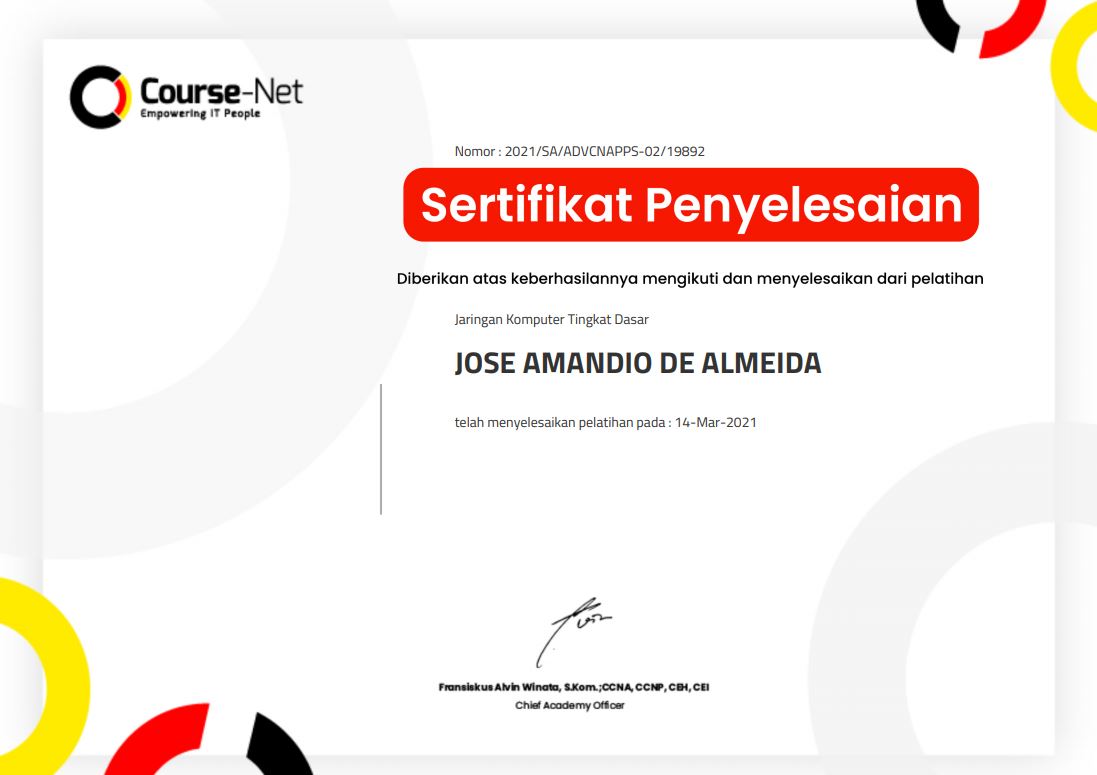 Course-Net
Empowering IT People
Nomor : 2021/SA/ADVCNAPPS-02/19892
Sertifikat Penyelesaian
Diberikan atas keberhasilannya mengikuti dan menyelesaikan dari pelatihan
Jaringan Komputer Tingkat Dasar
JOSE AMANDIO DE ALMEIDA
telah menyelesaikan pelatihan pada : 14-Mar-2021
Fransiskus Alvin Winata, S.Kom.;CCNA, CCNP, CEH, CEI
Chief Academy Officer